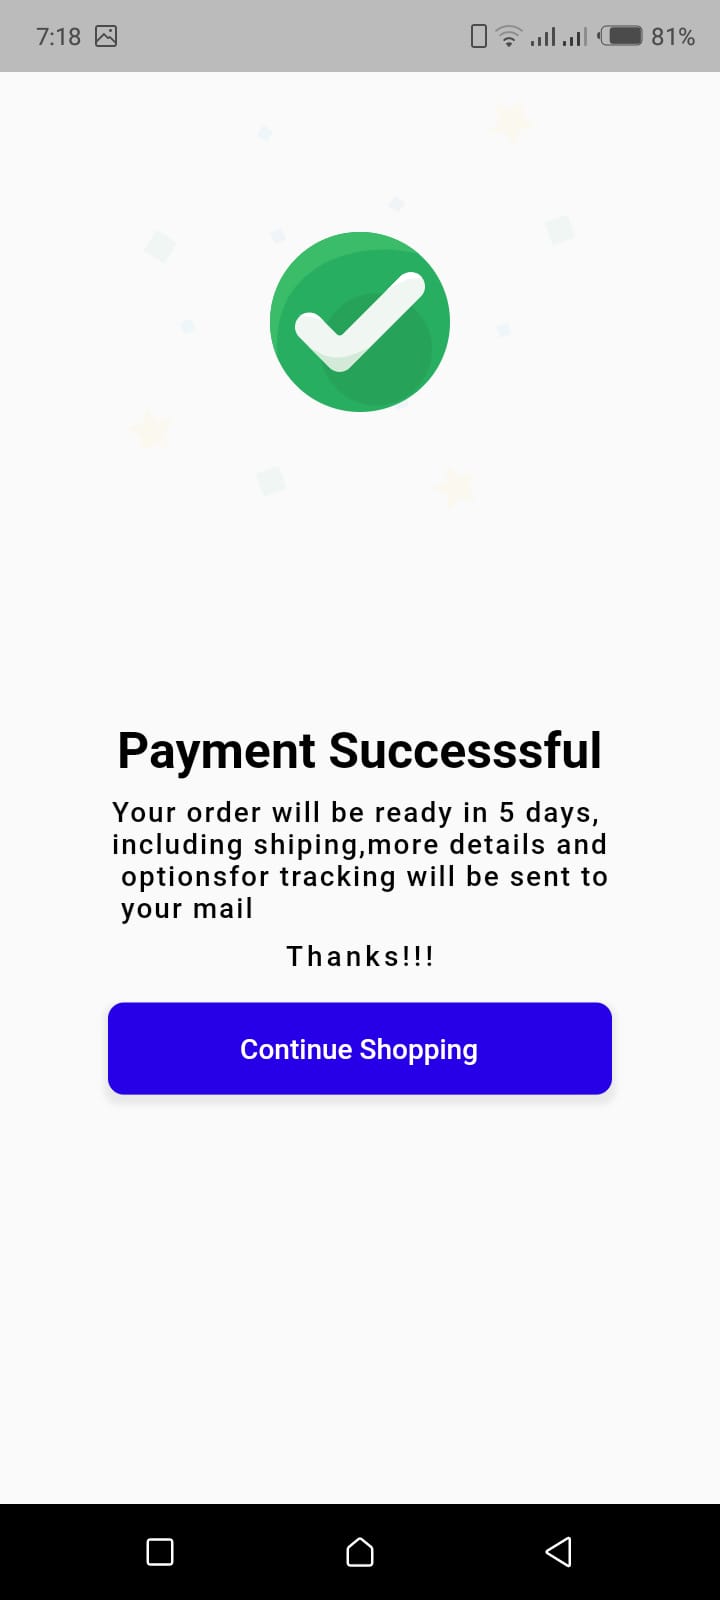 7:18
81%
Payment Successsful
Your order will be ready in 5 days,
including shiping,more details and
optionsfor tracking will be sent to
your mail
Thanks!!!
Continue Shopping